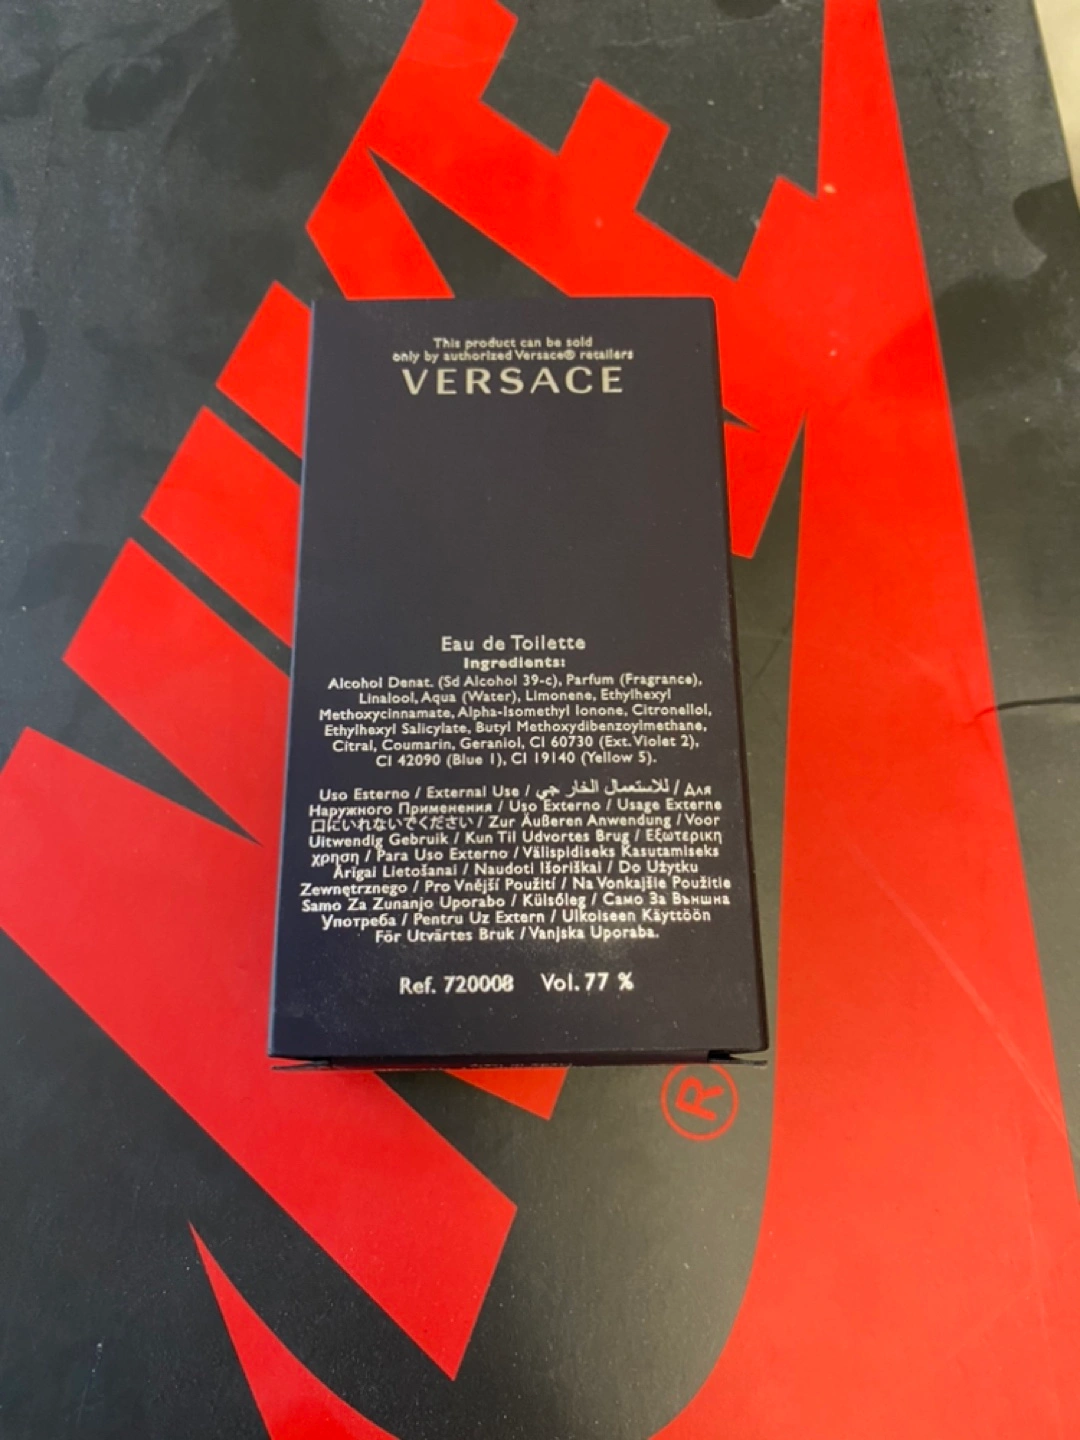 NIKE
This product can be sold
only by authorized Versace® retailers
VERSACE
Eau de Toilette
Ingredients:
Alcohol Denat. (Sd Alcohol 39-c), Parfum (Fragrance),
Linalool, Aqua (Water), Limonene, Ethylhexyl
Methoxycinnamate, Alpha-Isomethyl Ionone, Citronellol,
Ethylhexyl Salicylate, Butyl Methoxydibenzoylmethane,
Citral, Coumarin, Geraniol, CI 60730 (Ext. Violet 2),
CI 42090 (Blue 1), CI 19140 (Yellow 5).
Uso Esterno / External Use / للاستعمال الخار جي / Для
Наружного Применения / Uso Externo / Usage Externe
口にいれないでください / Zur Äußeren Anwendung / Voor
Uitwendig Gebruik / Kun Til Udvortes Brug / Εξωτερικη
χρηση / Para Uso Externo / Välispidiseks Kasutamiseks
Ārīgai Lietošanai / Naudoti Išoriškai / Do Użytku
Zewnętrznego / Pro Vnější Použití / Na Vonkajšie Použitie
Samo Za Zunanjo Uporabo / Külsőleg / Само За Външна
Употреба / Pentru Uz Extern / Ulkoiseen Käyttöön
För Utvärtes Bruk / Vanjska Uporaba.
Ref. 720008 Vol. 77 %
®